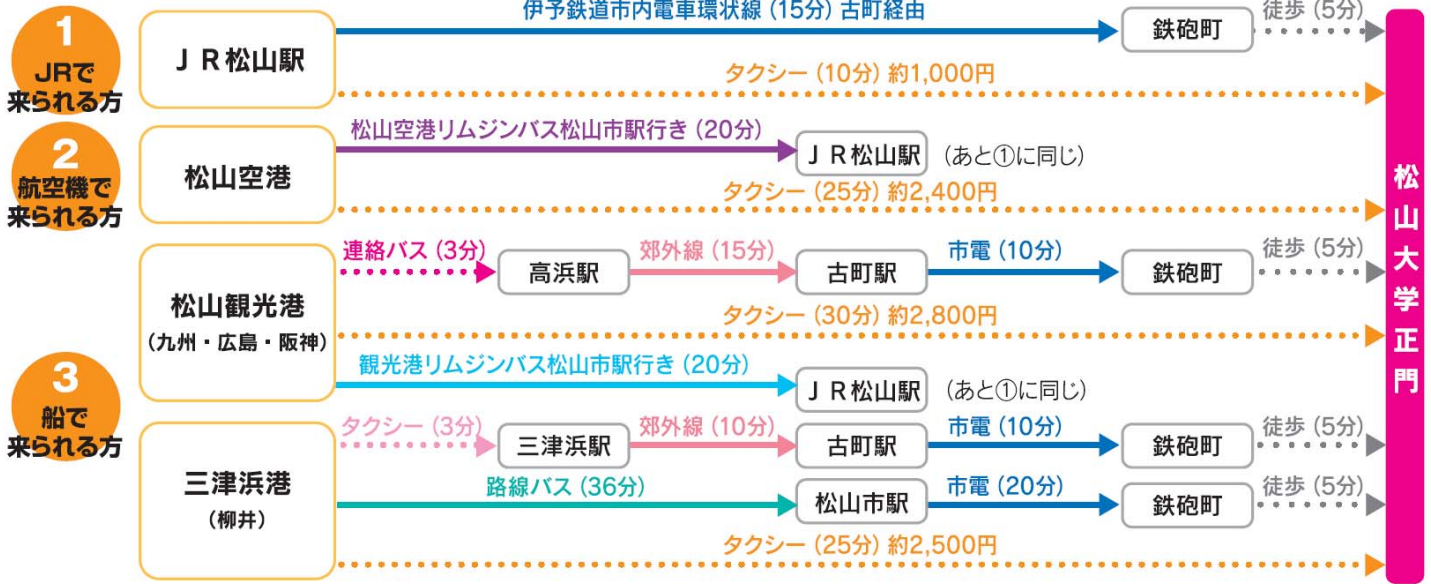 1
JRで
来られる方
JR松山駅
伊予鉄道市内電車環状線（15分）古町経由
鉄砲町
徒歩（5分）
タクシー（10分）約1,000円
2
航空機で
来られる方
松山空港
松山空港リムジンバス松山市駅行き（20分）
JR松山駅
（あと①に同じ）
タクシー（25分）約2,400円
3
船で
来られる方
松山観光港
（九州・広島・阪神）
連絡バス（3分）
高浜駅
郊外線（15分）
古町駅
市電（10分）
鉄砲町
徒歩（5分）
タクシー（30分）約2,800円
観光港リムジンバス松山市駅行き（20分）
JR松山駅
（あと①に同じ）
三津浜港
（柳井）
タクシー（3分）
三津浜駅
郊外線（10分）
古町駅
市電（10分）
鉄砲町
徒歩（5分）
路線バス（36分）
松山市駅
市電（20分）
鉄砲町
徒歩（5分）
タクシー（25分）約2,500円
松山大学正門